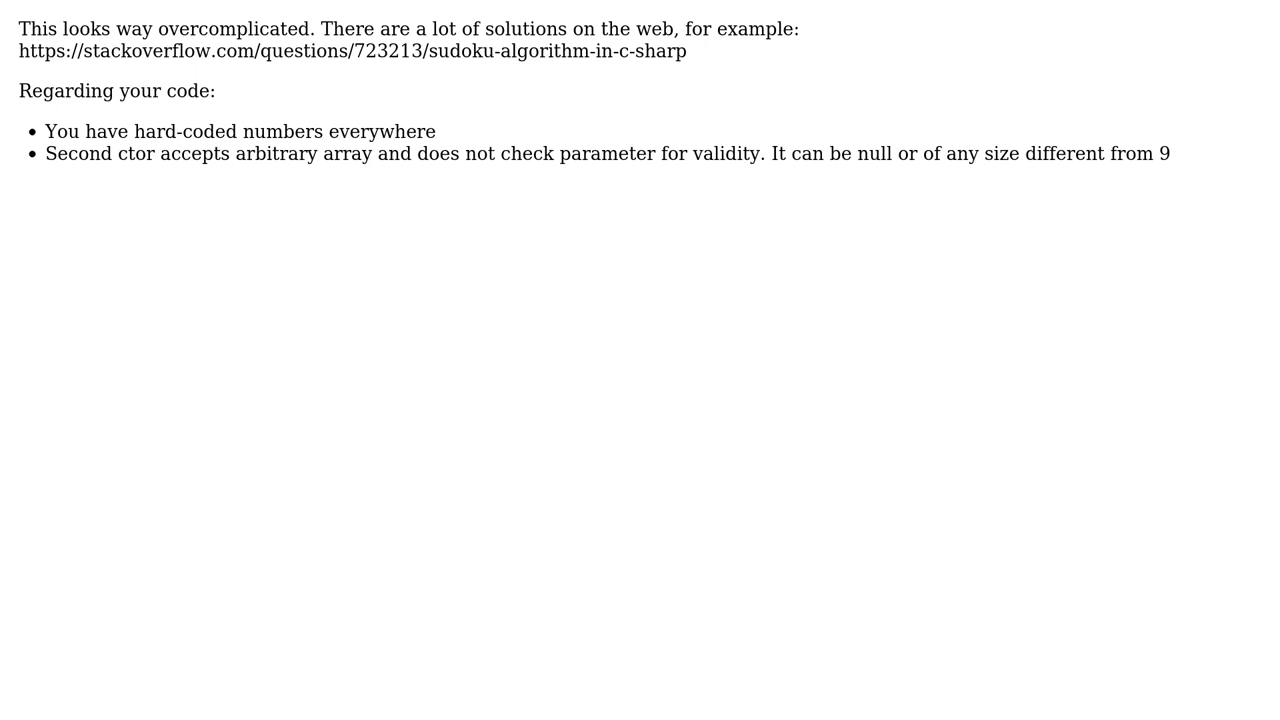 This looks way overcomplicated. There are a lot of solutions on the web, for example:
https://stackoverflow.com/questions/723213/sudoku-algorithm-in-c-sharp
Regarding your code:
• You have hard-coded numbers everywhere
• Second ctor accepts arbitrary array and does not check parameter for validity. It can be null or of any size different from 9